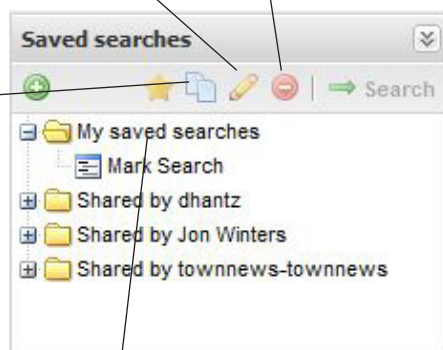 Saved searches
Search
My saved searches
Mark Search
Shared by dhantz
Shared by Jon Winters
Shared by townnews-townnews